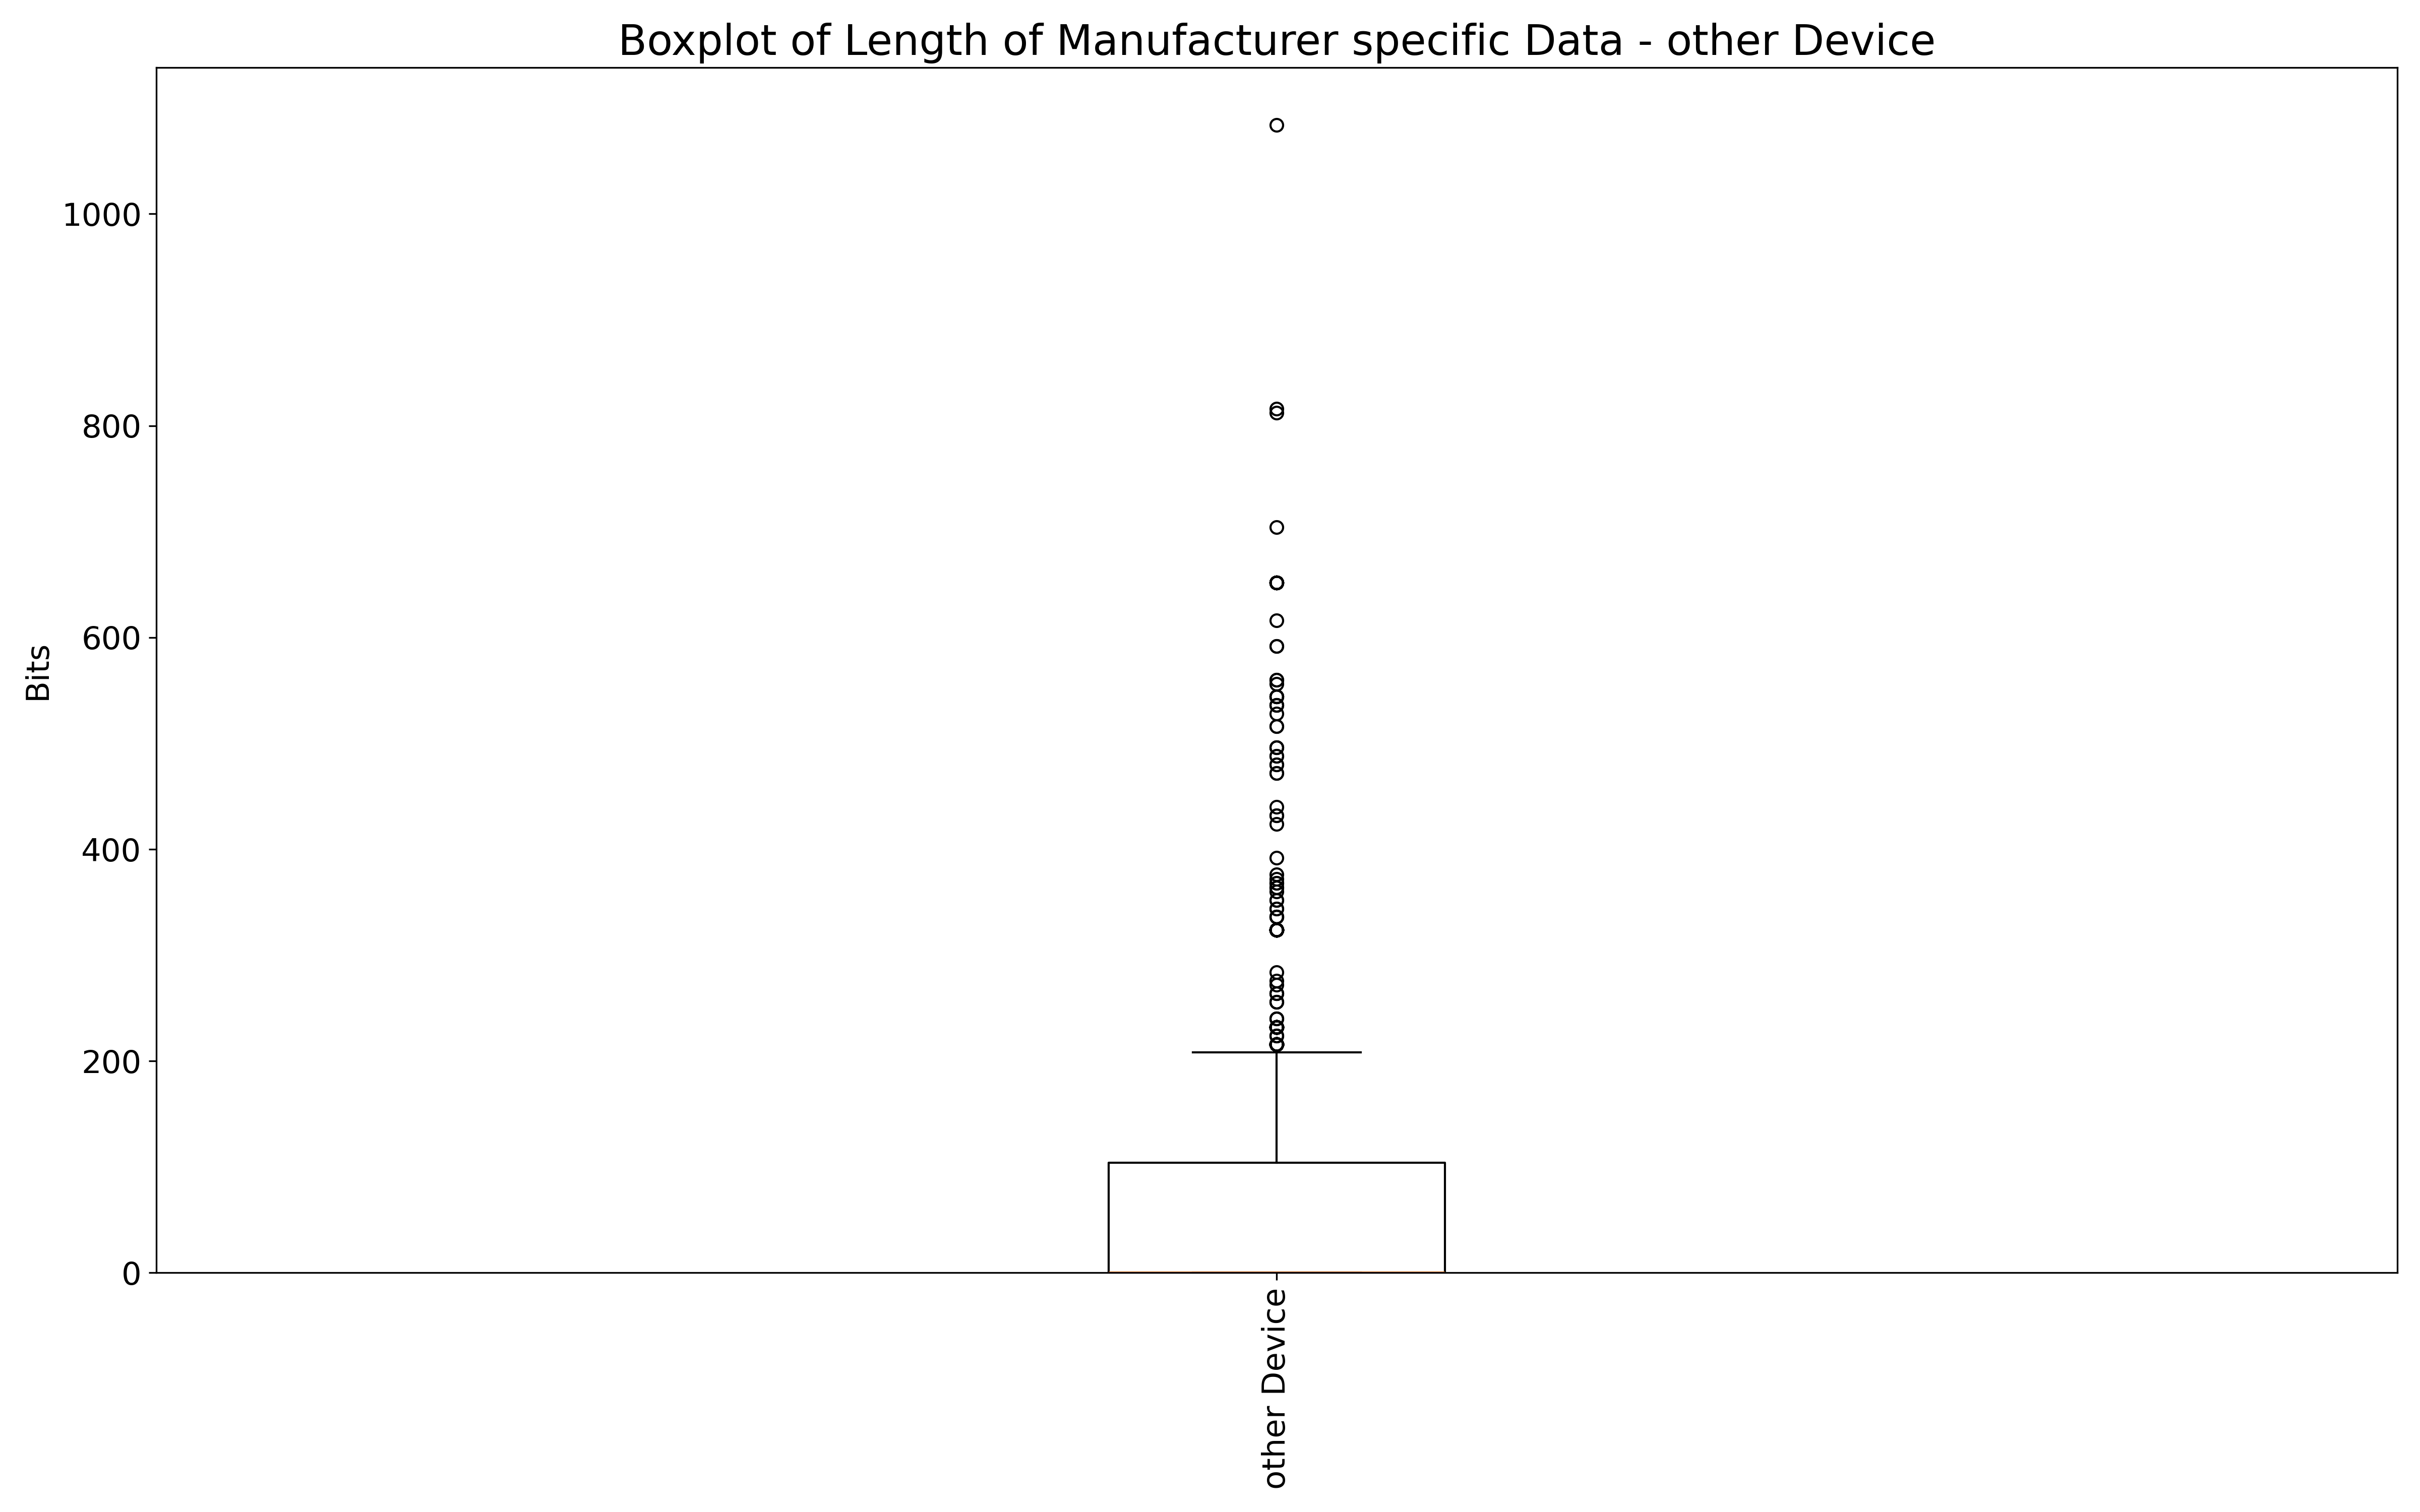 Boxplot of Length of Manufacturer specific Data - other Device
1000
800
600
400
200
0
Bits
other Device